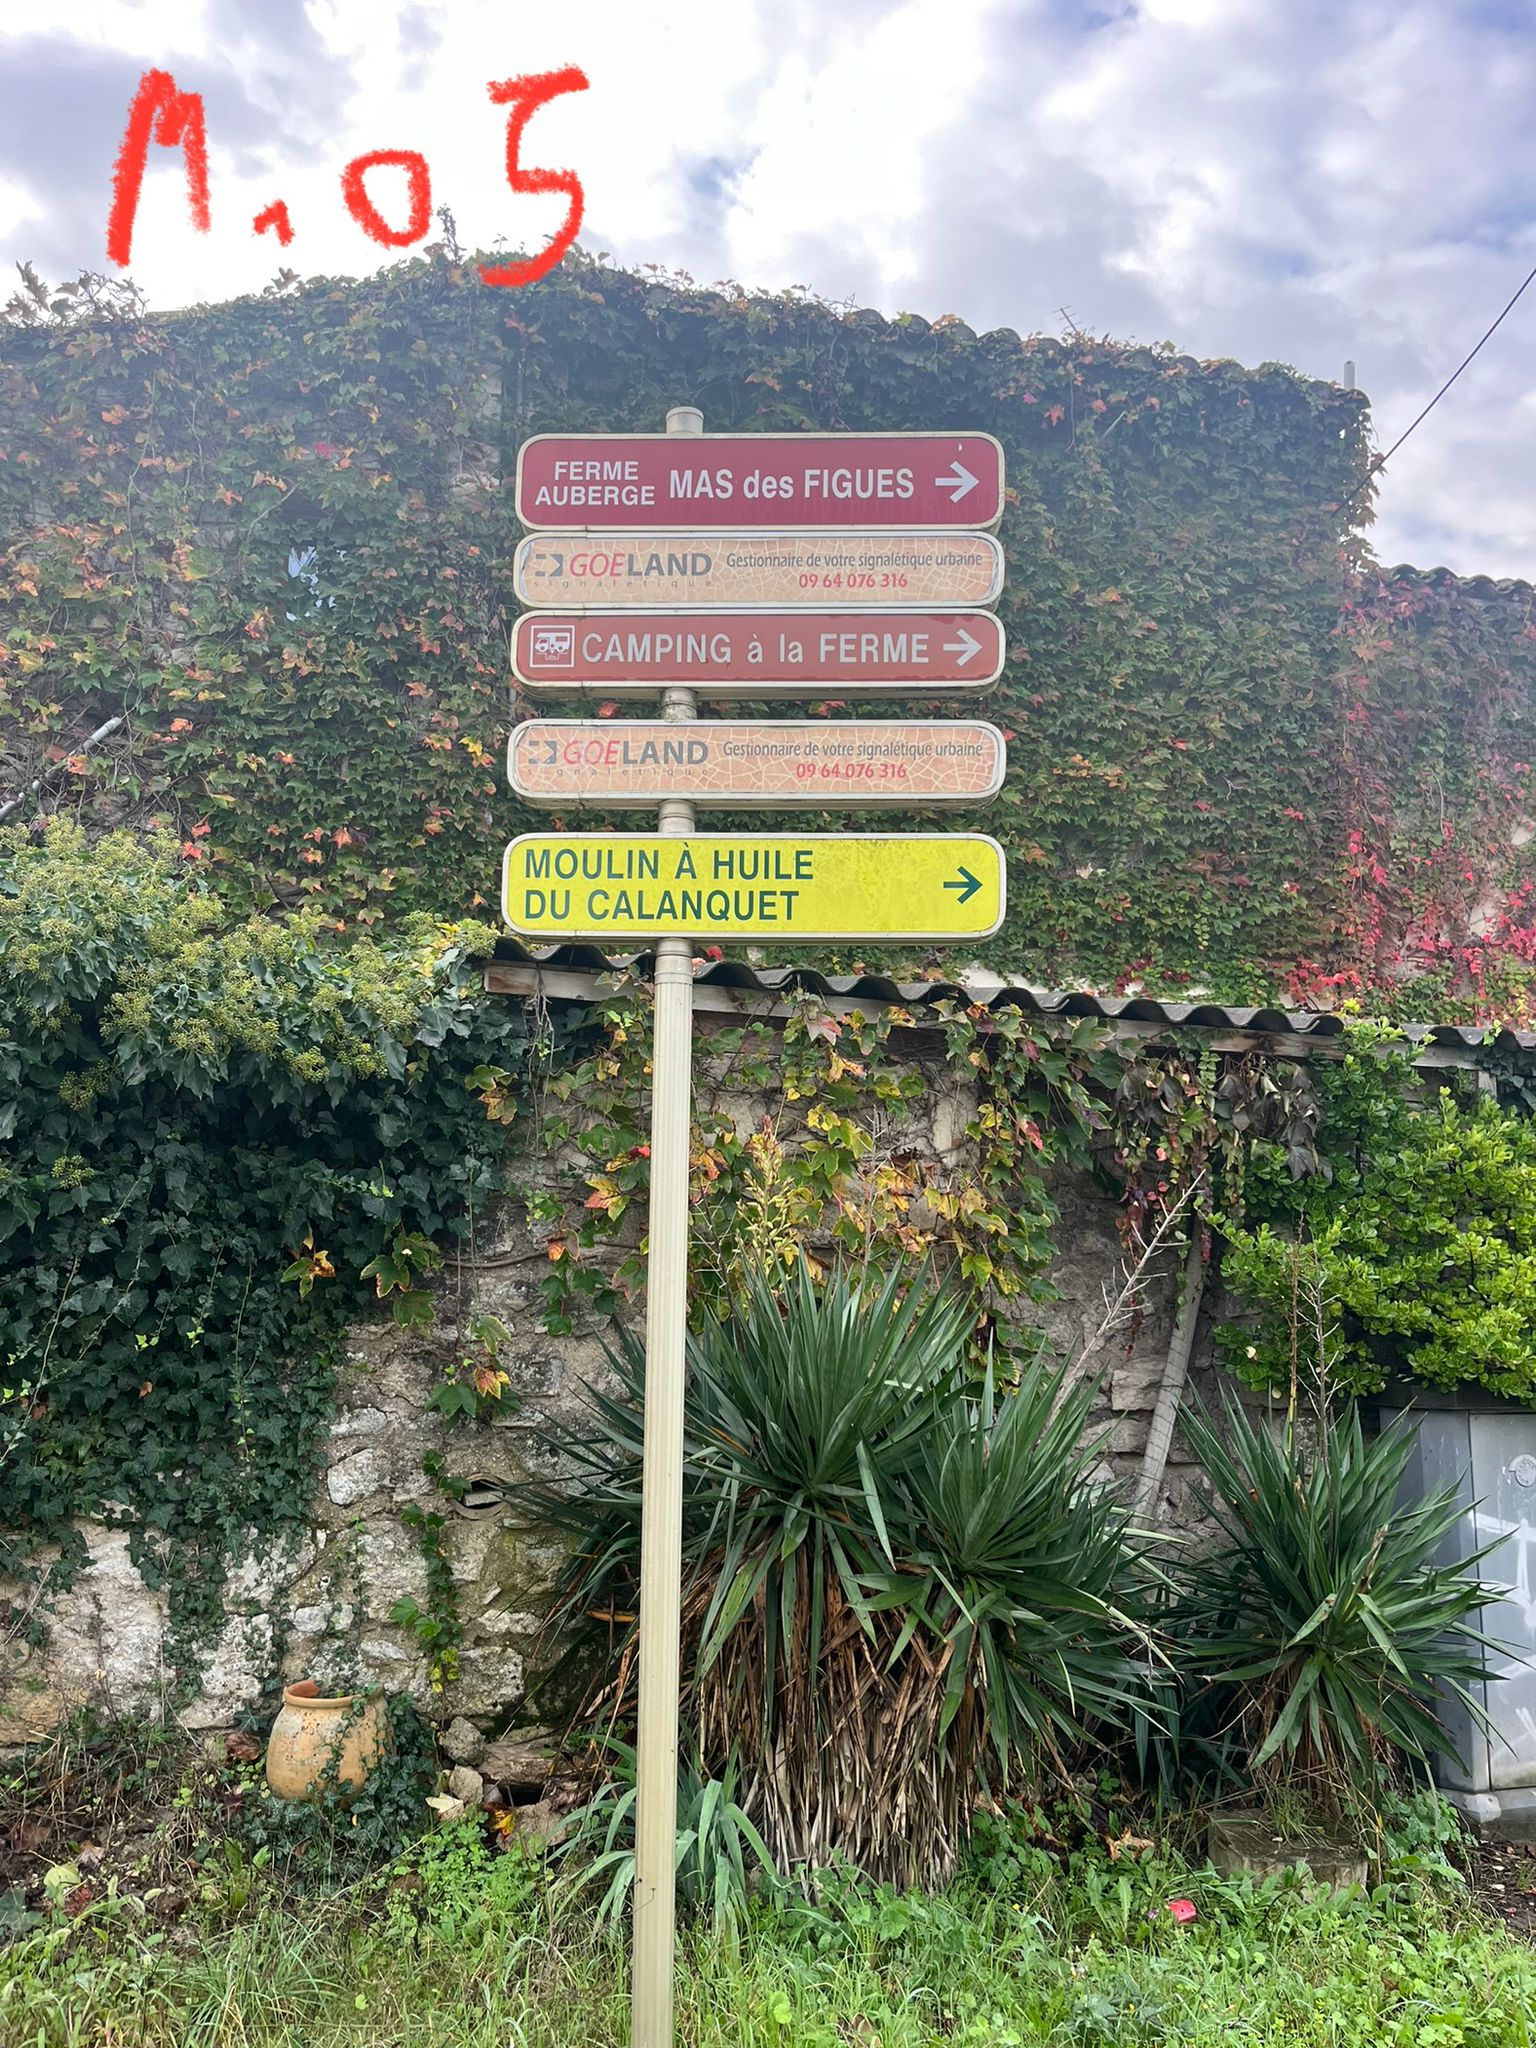 M. 05
FERME
AUBERGE MAS des FIGUES
GOELAND Gestionnaire de votre signalétique urbaine
signalétique 09 64 076 316
CAMPING à la FERME
GOELAND Gestionnaire de votre signalétique urbaine
signalétique 09 64 076 316
MOULIN À HUILE
DU CALANQUET